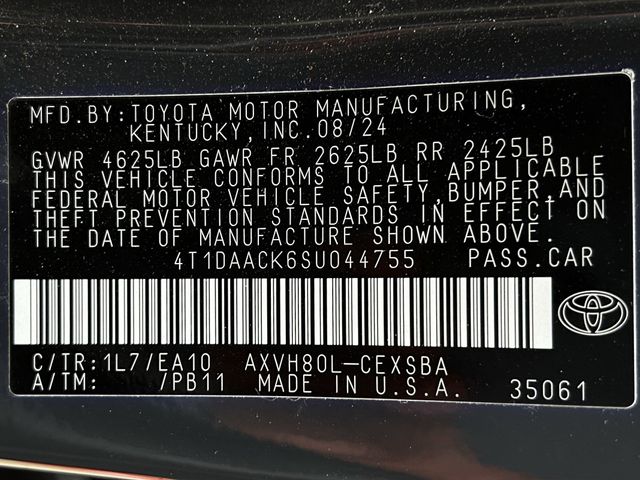 MFD.BY:TOYOTA MOTOR MANUFACTURING,
KENTUCKY,INC.08/24
GVWR 4625LB GAWR FR 2625LB RR 2425LB
THIS VEHICLE CONFORMS TO ALL APPLICABLE
FEDERAL MOTOR VEHICLE SAFETY,BUMPER,AND
THEFT PREVENTION STANDARDS IN EFFECT ON
THE DATE OF MANUFACTURE SHOWN ABOVE.
4T1DAACK6SU044755 PASS.CAR
C/TR:1L7/EA10 AXVH80L-CEXSBA
A/TM: /PB11 MADE IN U.S.A. 35061